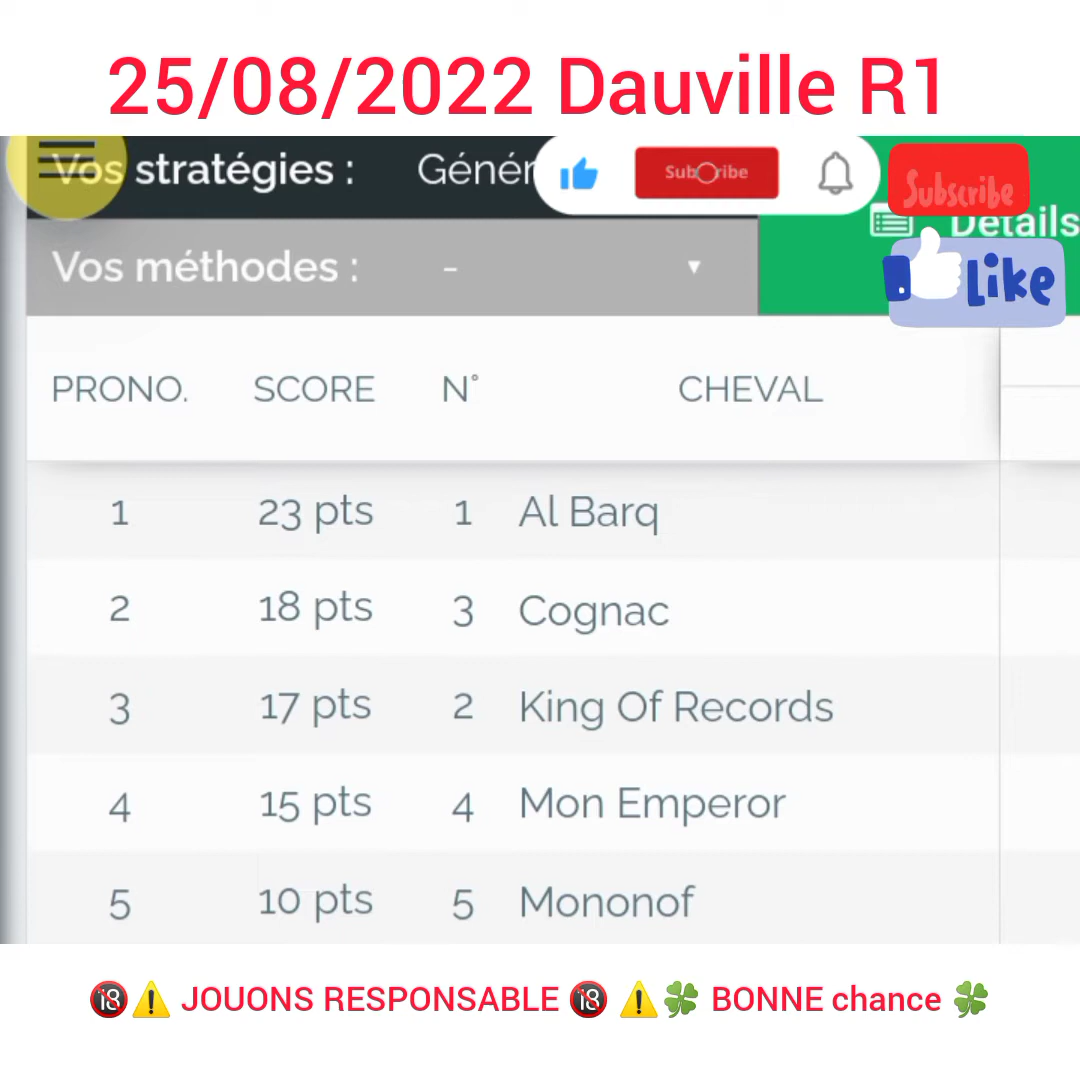 25/08/2022 Dauville R1
Vos stratégies : Génér
Subscribe
Subscribe
Détails
Vos méthodes : -
Like
PRONO. SCORE N° CHEVAL
1 23 pts 1 Al Barq
2 18 pts 3 Cognac
3 17 pts 2 King Of Records
4 15 pts 4 Mon Emperor
5 10 pts 5 Mononof
🔞⚠️ JOUONS RESPONSABLE 🔞 ⚠️🍀 BONNE chance 🍀